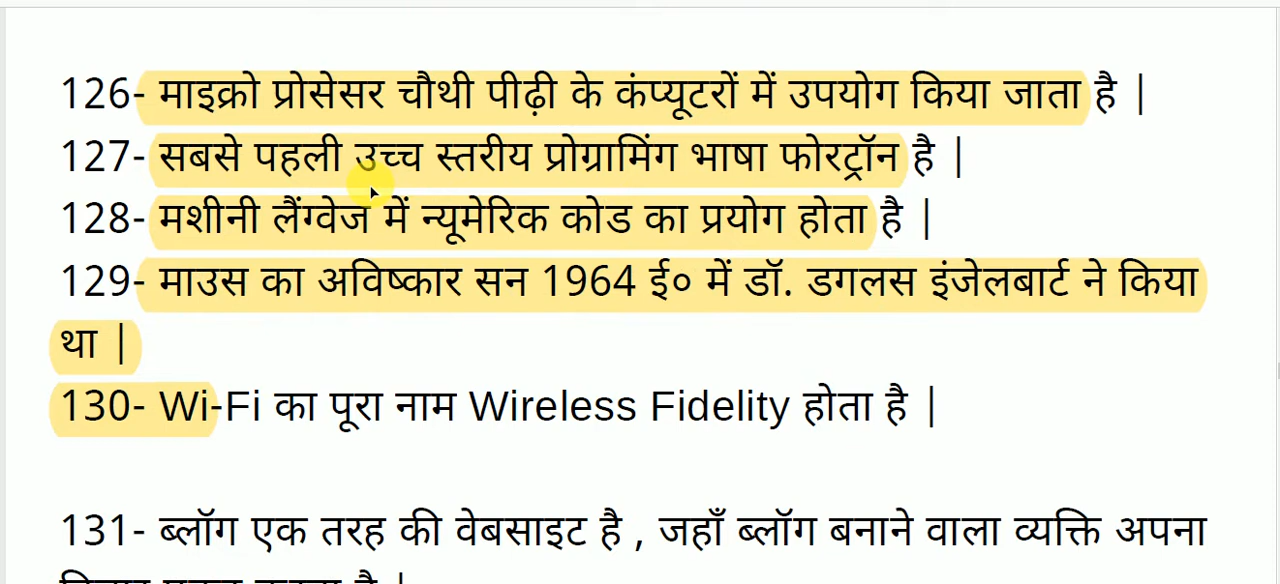 126- माइक्रो प्रोसेसर चौथी पीढ़ी के कंप्यूटरों में उपयोग किया जाता है |
127- सबसे पहली उच्च स्तरीय प्रोग्रामिंग भाषा फोरट्रॉन है |
128- मशीनी लैंग्वेज में न्यूमेरिक कोड का प्रयोग होता है |
129- माउस का अविष्कार सन 1964 ई० में डॉ. डगलस इंजेलबार्ट ने किया
था |
130- Wi-Fi का पूरा नाम Wireless Fidelity होता है |
131- ब्लॉग एक तरह की वेबसाइट है , जहाँ ब्लॉग बनाने वाला व्यक्ति अपना
है |